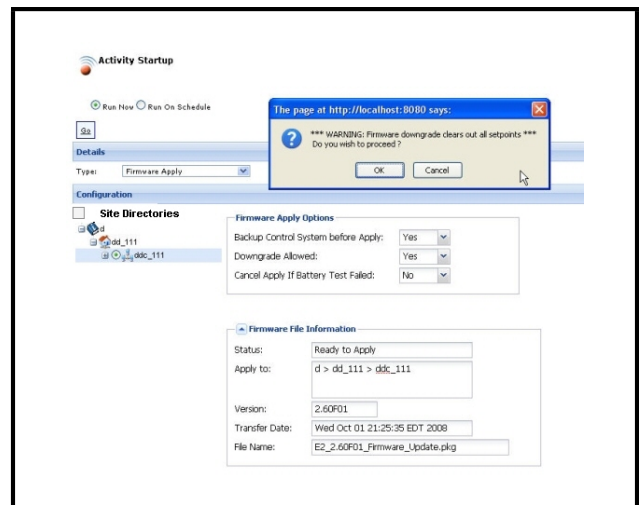 Activity Startup
Run Now Run On Schedule
Go
The page at http://localhost:8080 says:
*** WARNING: Firmware downgrade clears out all setpoints ***
Do you wish to proceed ?
OK Cancel
Details
Type: Firmware Apply
Configuration
Site Directories
d
dd_111
ddc_111
Firmware Apply Options
Backup Control System before Apply: Yes
Downgrade Allowed: Yes
Cancel Apply If Battery Test Failed: No
Firmware File Information
Status: Ready to Apply
Apply to: d > dd_111 > ddc_111
Version: 2.60F01
Transfer Date: Wed Oct 01 21:25:35 EDT 2008
File Name: E2_2.60F01_Firmware_Update.pkg